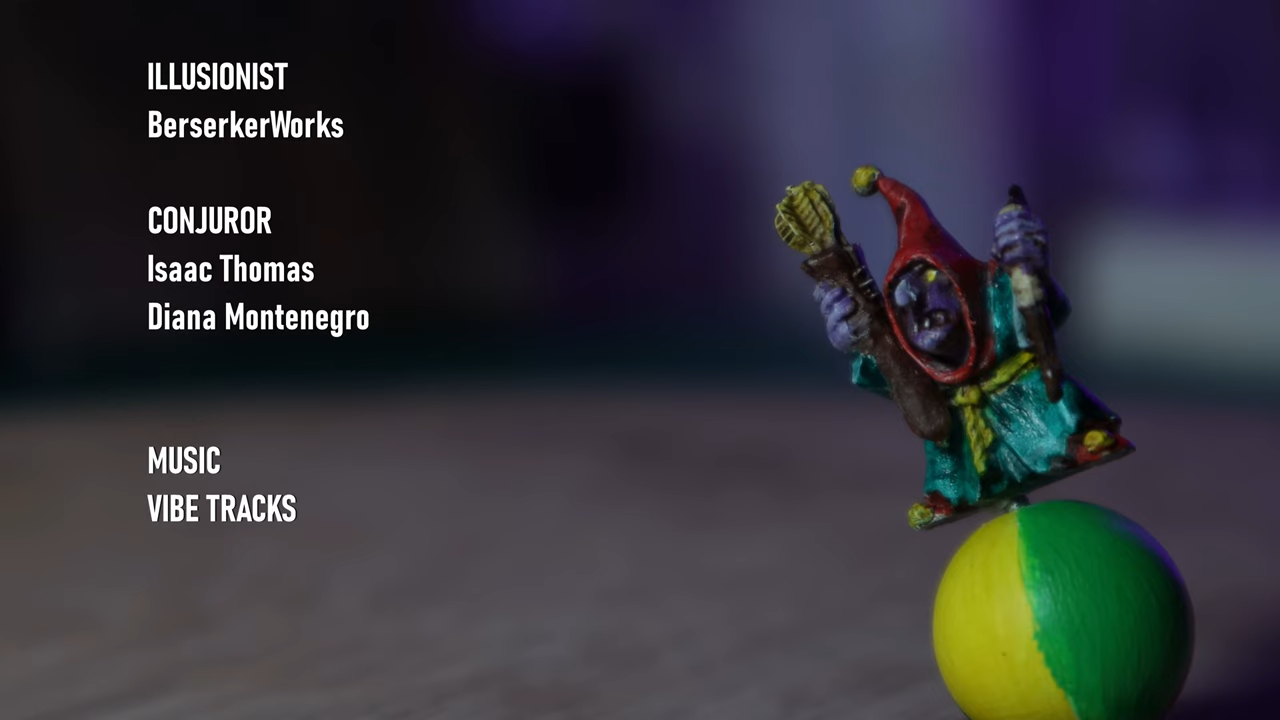 ILLUSIONIST
BerserkerWorks
CONJUROR
Isaac Thomas
Diana Montenegro
MUSIC
VIBE TRACKS